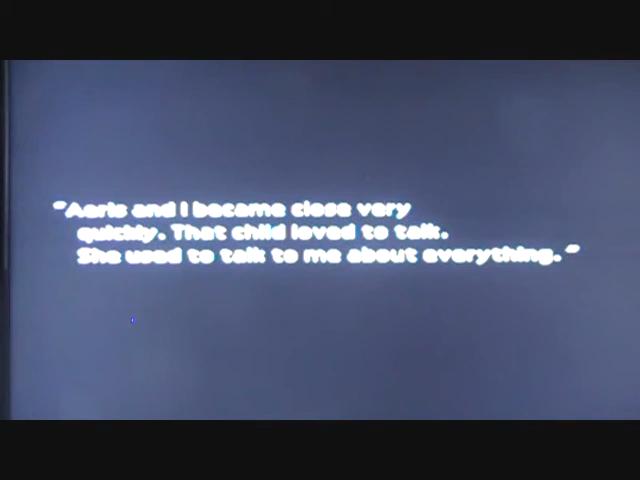 "Aeris and I became close very
quickly. That child loved to talk.
She used to talk to me about everything."